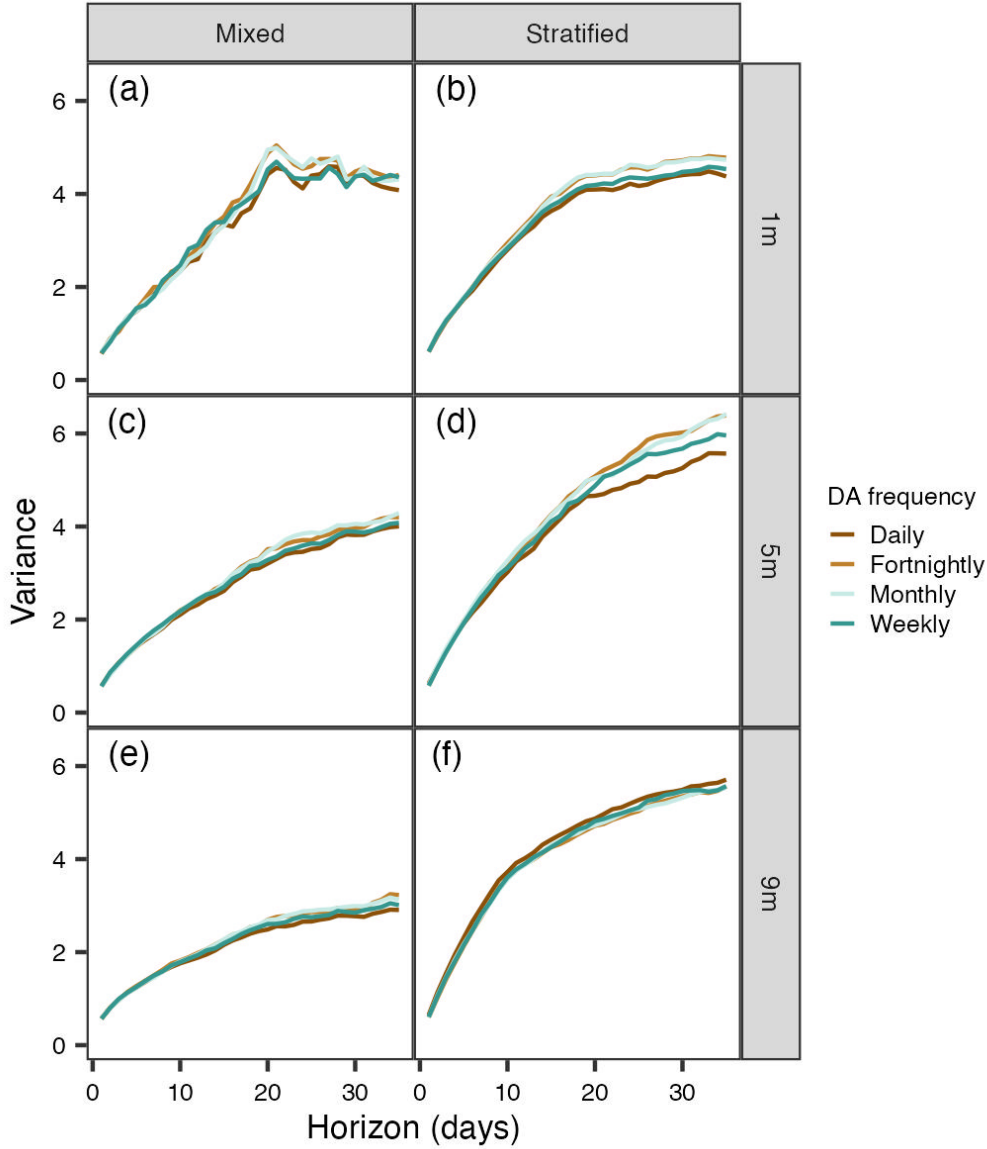 Mixed
Stratified
(a)
(b)
6
4
2
0
1m
(c)
(d)
6
4
2
0
5m
(e)
(f)
6
4
2
0
9m
Variance
0
10
20
30
0
10
20
30
Horizon (days)
DA frequency
Daily
Fortnightly
Monthly
Weekly